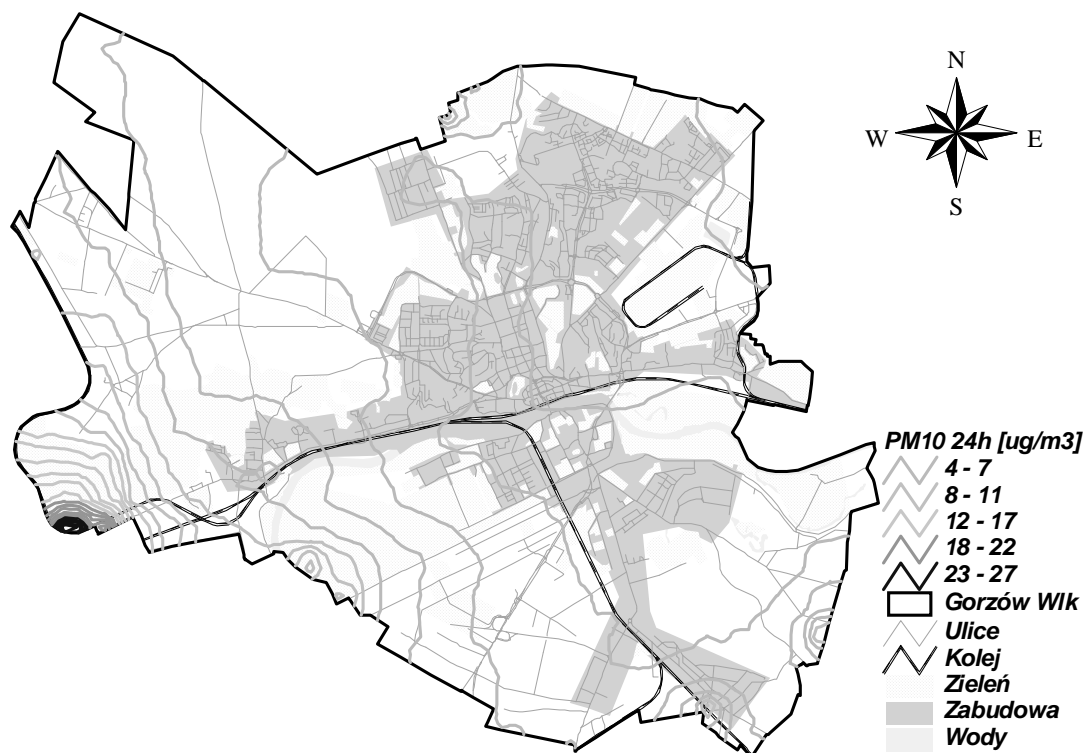 N
W E
S
PM10 24h [ug/m3]
4 - 7
8 - 11
12 - 17
18 - 22
23 - 27
Gorzów Wlk
Ulice
Kolej
Zieleń
Zabudowa
Wody